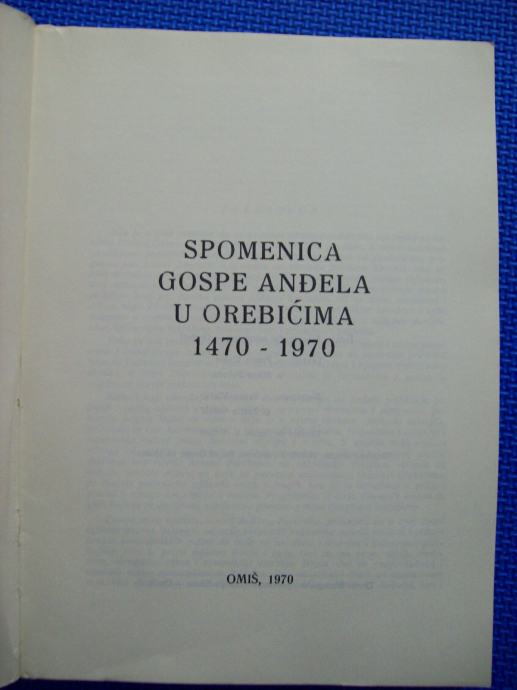 SPOMENICA
GOSPE ANĐELA
U OREBIĆIMA
1470 - 1970
OMIŠ, 1970